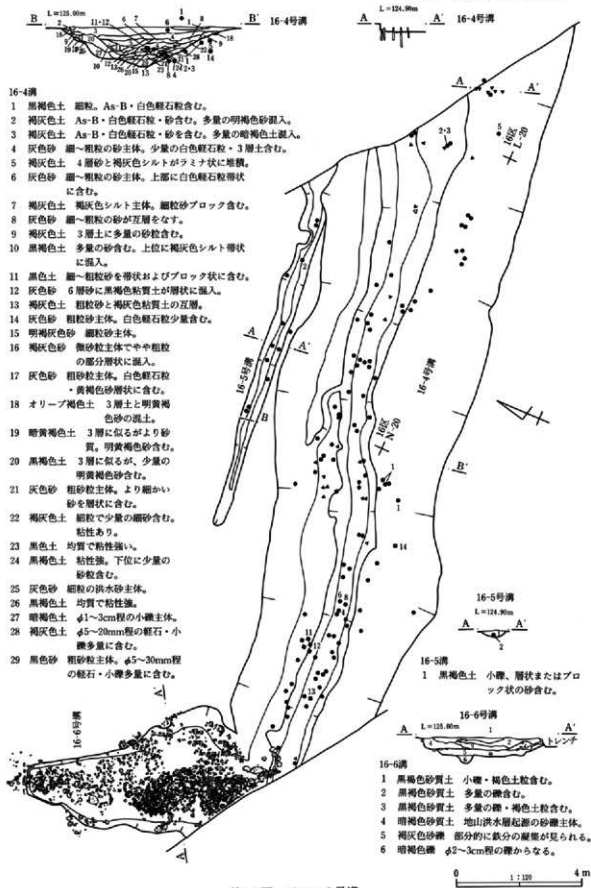 B L=125.00m B' 16-4号溝
L=124.90m
A A' 16-4号溝
16-4溝
1 黒褐色土 細粒。As-B・白色軽石粒含む。
2 褐灰色土 As-B・白色軽石粒・砂含む。多量の明褐色砂混入。
3 褐灰色土 As-B・白色軽石粒・砂を含む。多量の暗褐色土混入。
4 灰色砂 細~粗粒の砂主体。少量の白色軽石粒・3層土含む。
5 褐灰色土 4層砂と褐灰色シルトがラミナ状に堆積。
6 灰色砂 細~粗粒の砂主体。上部に白色軽石粒帯状
に含む。
7 褐灰色土 褐灰色シルト主体。細粒砂ブロック含む。
8 灰色砂 細~粗粒の砂が互層をなす。
9 褐灰色土 3層土に多量の砂粒含む。
10 黒褐色土 多量の砂含む。上位に褐灰色シルト帯状
に混入。
11 黒色土 細~粗粒砂を帯状およびブロック状に含む。
12 灰色砂 6層砂に黒褐色粘質土が層状に混入。
13 褐灰色土 粗粒砂と褐灰色粘質土の互層。
14 灰色砂 粗粒砂主体。白色軽石粒少量含む。
15 明褐灰色砂 細粒砂主体。
16 褐灰色砂 微砂粒主体でやや粗粒
の部分層状に混入。
17 灰色砂 粗砂粒主体。白色軽石粒
・黄褐色砂層状に含む。
18 オリーブ褐色土 3層土と明黄褐
色砂の混土。
19 暗黄褐色土 3層に似るがより砂
質。明黄褐色砂含む。
20 黒褐色土 3層に似るが、少量の
明黄褐色砂含む。
21 灰色砂 粗砂粒主体。より細かい
砂を層状に含む。
22 褐灰色土 細粒で少量の細砂含む。
粘性あり。
23 黒色土 均質で粘性強い。
24 黒褐色土 粘性強。下位に少量の
砂粒含む。
25 灰色砂 細粒の洪水砂主体。
26 黒褐色土 均質で粘性強。
27 暗褐色土 φ1~3cm程の小礫主体。
28 褐灰色土 φ5~20mm程の軽石・小
礫多量に含む。
29 黒色砂 粗砂粒主体。φ5~30mm程
の軽石・小礫多量に含む。
A A'
2・3
5
16区
L-20
2
A A'
16-5号溝
B
16-4号溝
16区
N-20
B'
1
1
14
6 8
11
12
13
16-6号溝
A'
A
16-5号溝
L=124.90m
A A'
1
2
16-5溝
1 黒褐色土 小礫、層状またはブロ
ック状の砂含む。
16-6号溝
A L=125.00m A'
トレンチ
16-6溝
1 黒褐色砂質土 小礫・褐色土粒含む。
2 黒褐色砂質土 多量の礫含む。
3 黒褐色砂質土 多量の礫・褐色土粒含む。
4 暗褐色砂質土 地山洪水層起源の砂礫主体。
5 褐灰色砂礫 部分的に鉄分の凝集が見られる。
6 暗褐色礫 φ2~3cm程の礫からなる。
0 1:120 4m